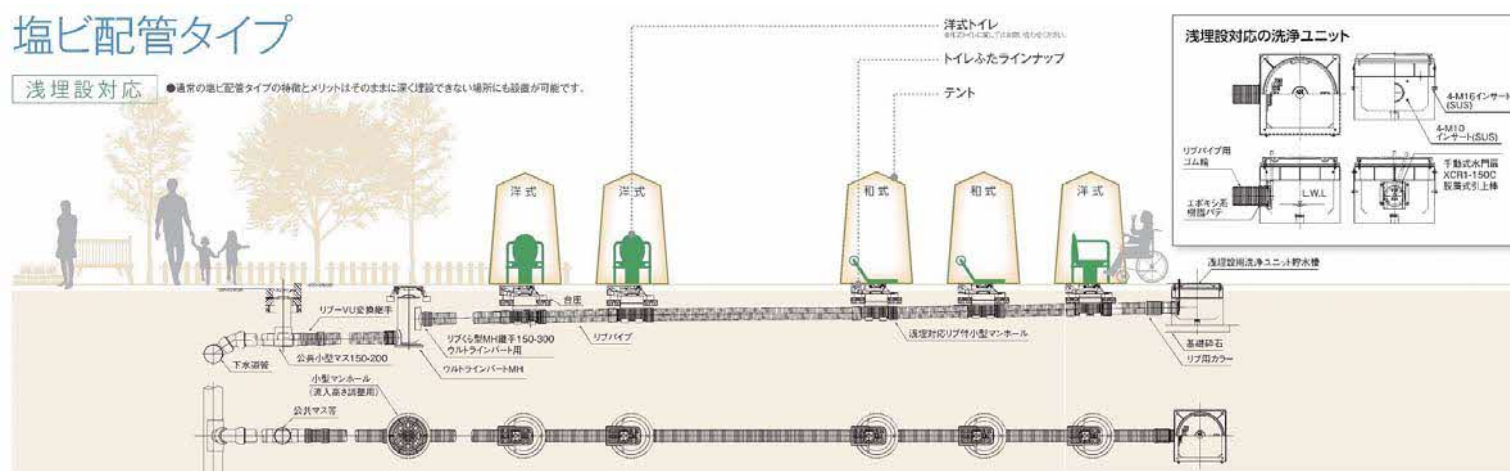 塩ビ配管タイプ
浅埋設対応
●通常の塩ビ配管タイプの特徴とメリットはそのままに深く埋設できない場所にも設置が可能です。
洋式トイレ
トイレふたラインナップ
テント
洋式
洋式
和式
和式
洋式
浅埋設対応の洗浄ユニット
4-M16インサート
(SUS)
4-M10
インサート(SUS)
リブパイプ用
ゴム輪
エポキシ系
樹脂パテ
L.W.L
手動式水門扉
XCR1-150C
脱着式引上棒
浅埋設用洗浄ユニット貯水槽
台座
リブーVU変換継手
リブくら型MH継手150-300
ウルトラインバート用
リブパイプ
浅埋対応リブ付小型マンホール
基礎砕石
リブ用カラー
下水道管
公共小型マス150-200
ウルトラインバートMH
小型マンホール
(流入高さ調整用)
公共マス等